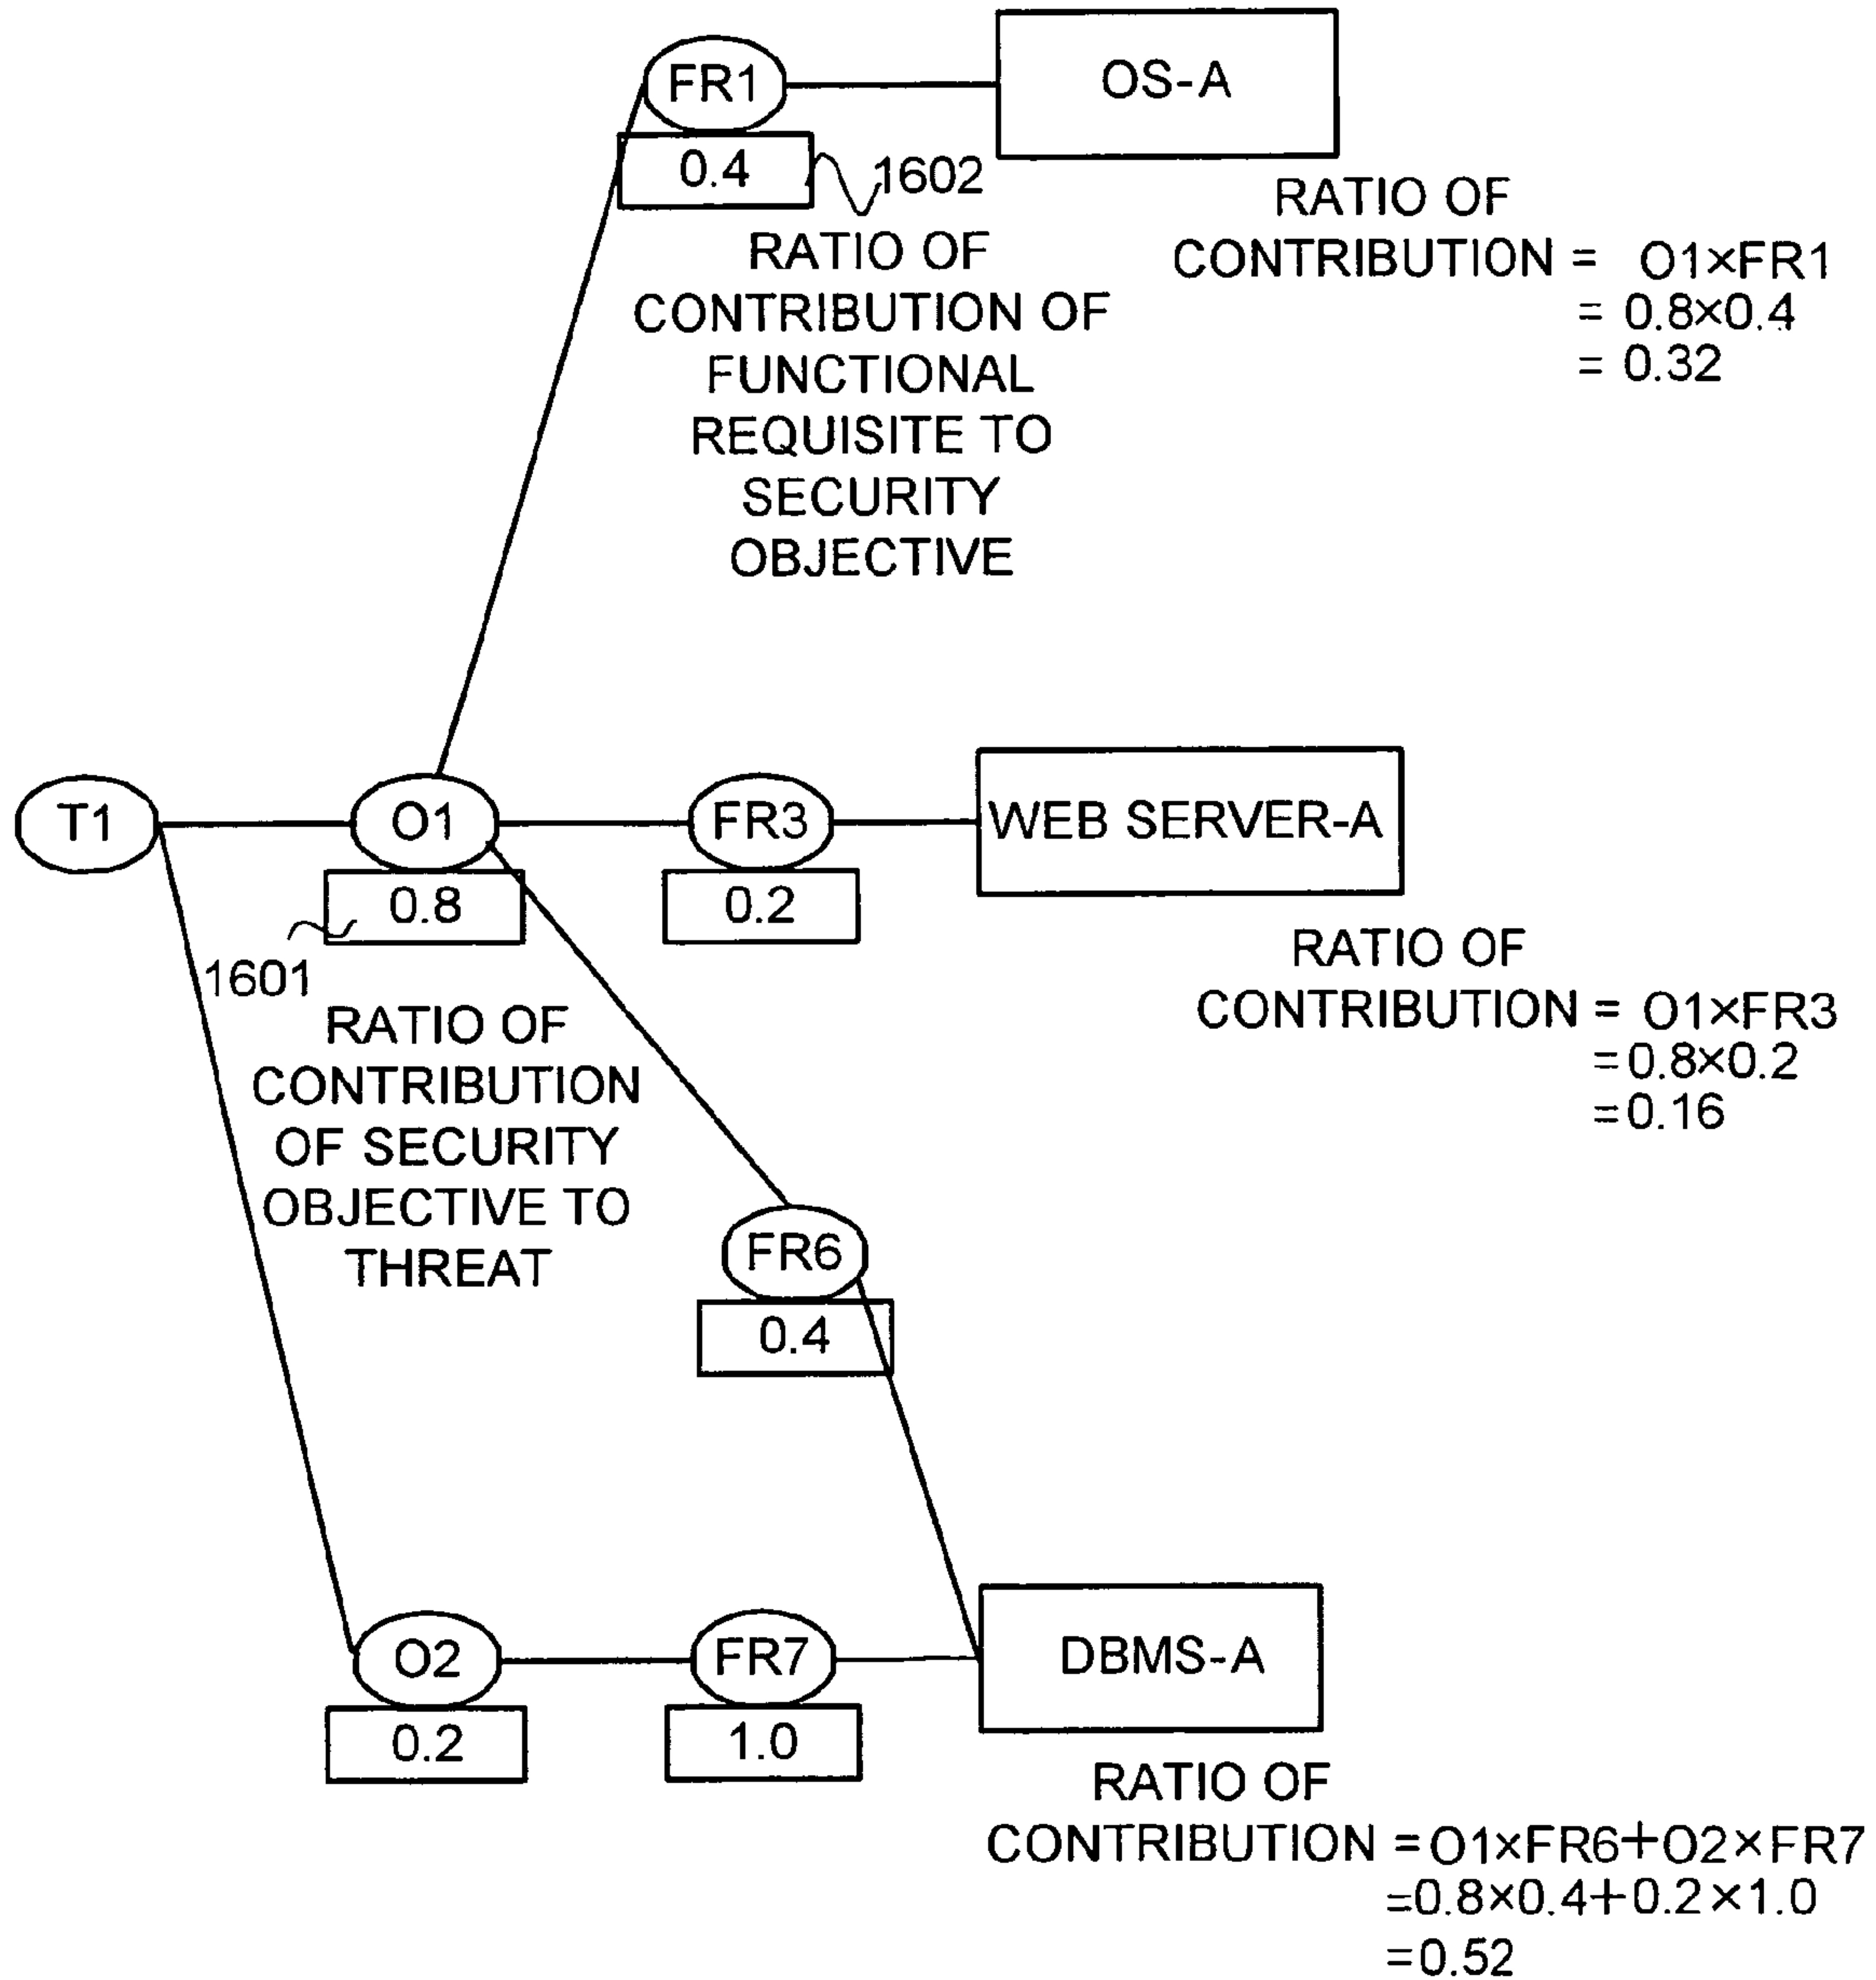 FR1
OS-A
0.4
1602
RATIO OF
CONTRIBUTION OF
FUNCTIONAL
REQUISITE TO
SECURITY
OBJECTIVE
RATIO OF
CONTRIBUTION = O1×FR1
= 0.8×0.4
= 0.32
T1
O1
FR3
WEB SERVER-A
0.8
0.2
1601
RATIO OF
CONTRIBUTION
OF SECURITY
OBJECTIVE TO
THREAT
RATIO OF
CONTRIBUTION = O1×FR3
=0.8×0.2
=0.16
FR6
0.4
O2
FR7
DBMS-A
0.2
1.0
RATIO OF
CONTRIBUTION =O1×FR6+O2×FR7
=0.8×0.4+0.2×1.0
=0.52